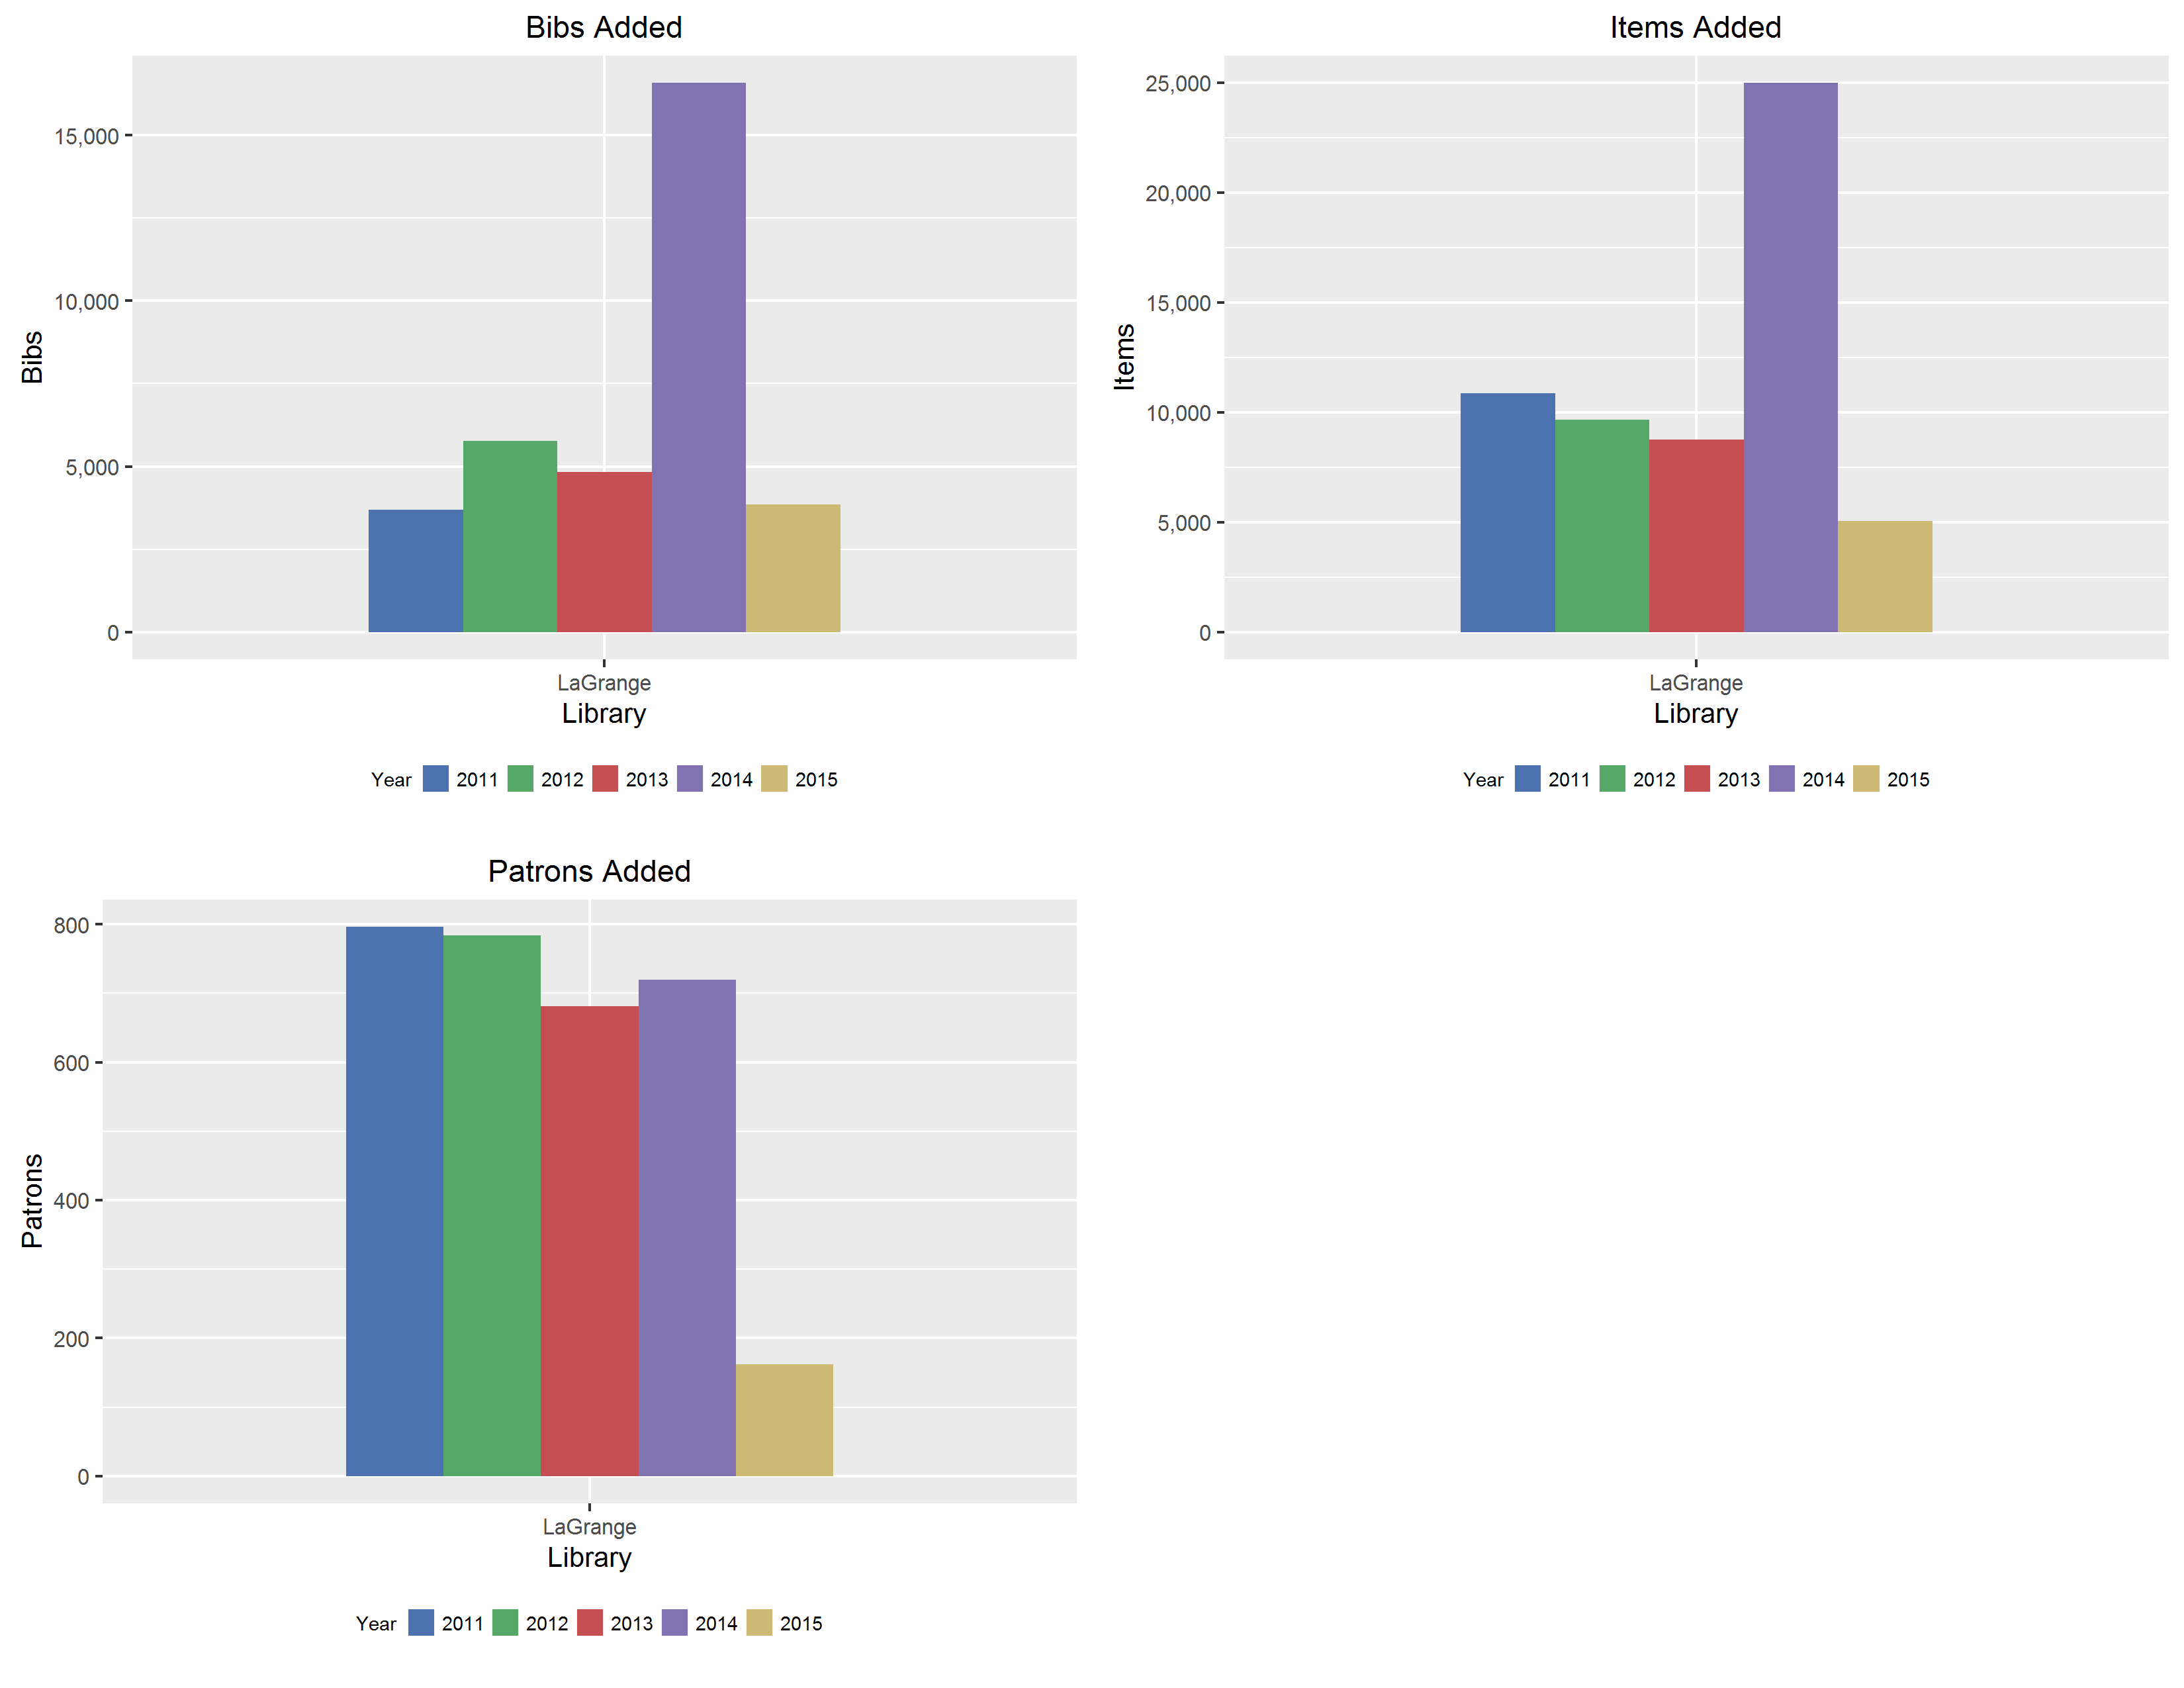 Bibs Added
15,000
10,000
5,000
0
Bibs
LaGrange
Library
Year 2011 2012 2013 2014 2015
Items Added
25,000
20,000
15,000
10,000
5,000
0
Items
LaGrange
Library
Year 2011 2012 2013 2014 2015
Patrons Added
800
600
400
200
0
Patrons
LaGrange
Library
Year 2011 2012 2013 2014 2015